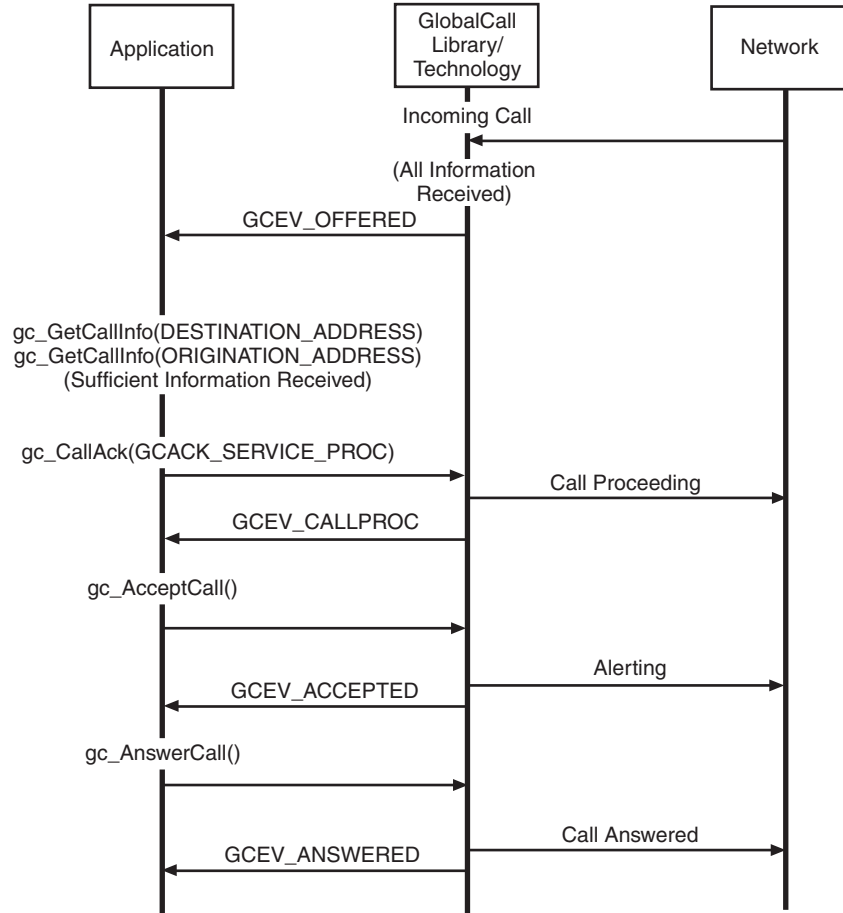 Application
GlobalCall
Library/
Technology
Network
Incoming Call
(All Information
Received)
GCEV_OFFERED
gc_GetCallInfo(DESTINATION_ADDRESS)
gc_GetCallInfo(ORIGINATION_ADDRESS)
(Sufficient Information Received)
gc_CallAck(GCACK_SERVICE_PROC)
Call Proceeding
GCEV_CALLPROC
gc_AcceptCall()
Alerting
GCEV_ACCEPTED
gc_AnswerCall()
Call Answered
GCEV_ANSWERED